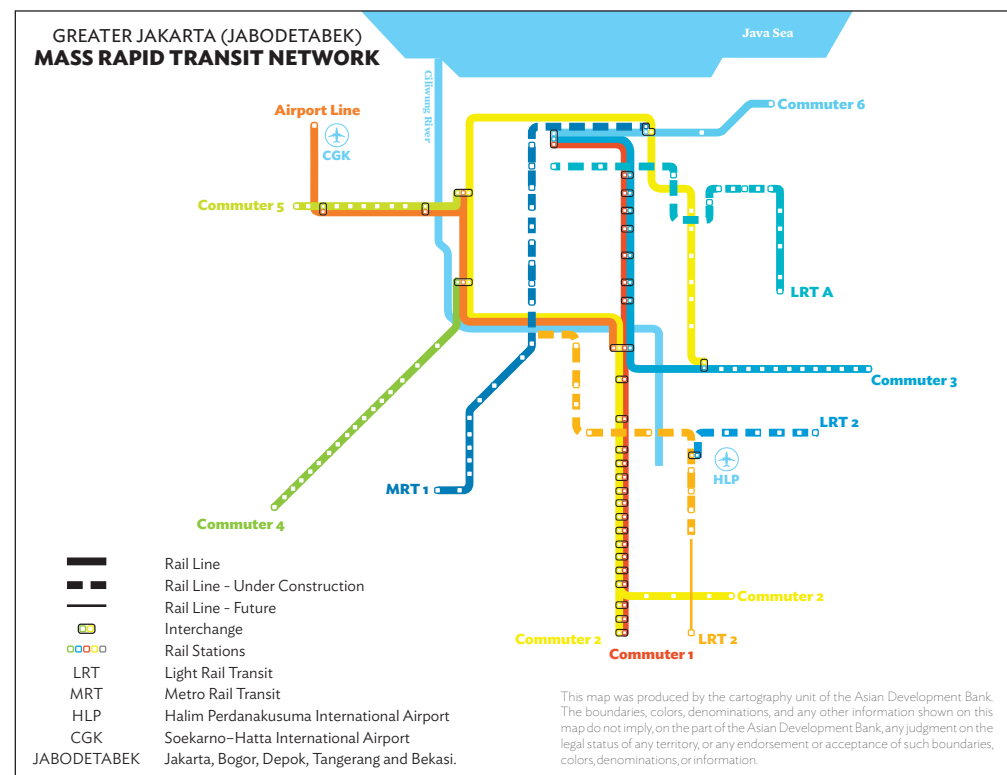 GREATER JAKARTA (JABODETABEK)
MASS RAPID TRANSIT NETWORK
Java Sea
Ciliwung River
Airport Line
CGK
Commuter 6
Commuter 5
LRT A
Commuter 3
LRT 2
HLP
MRT 1
Commuter 4
Commuter 2
Commuter 2
Commuter 1
LRT 2
Rail Line
Rail Line - Under Construction
Rail Line - Future
Interchange
Rail Stations
LRT Light Rail Transit
MRT Metro Rail Transit
HLP Halim Perdanakusuma International Airport
CGK Soekarno–Hatta International Airport
JABODETABEK Jakarta, Bogor, Depok, Tangerang and Bekasi.
This map was produced by the cartography unit of the Asian Development Bank.
The boundaries, colors, denominations, and any other information shown on this
map do not imply, on the part of the Asian Development Bank, any judgment on the
legal status of any territory, or any endorsement or acceptance of such boundaries,
colors, denominations, or information.